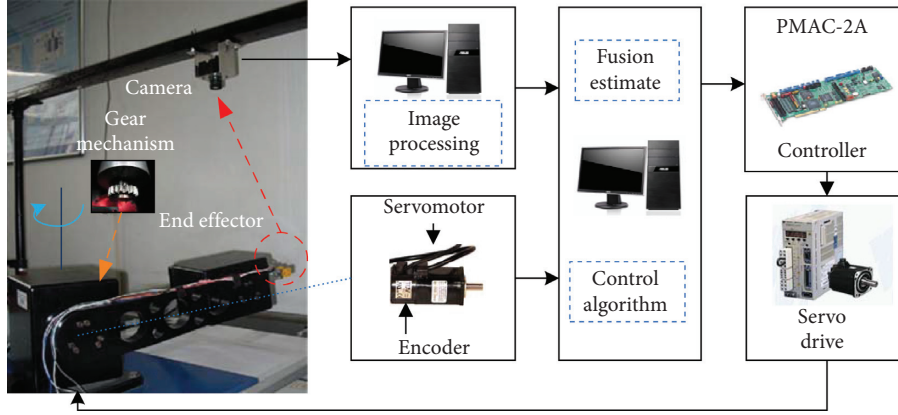 Camera
Gear
mechanism
End effector
Image
processing
Servomotor
Encoder
Fusion
estimate
Control
algorithm
PMAC-2A
Controller
Servo
drive